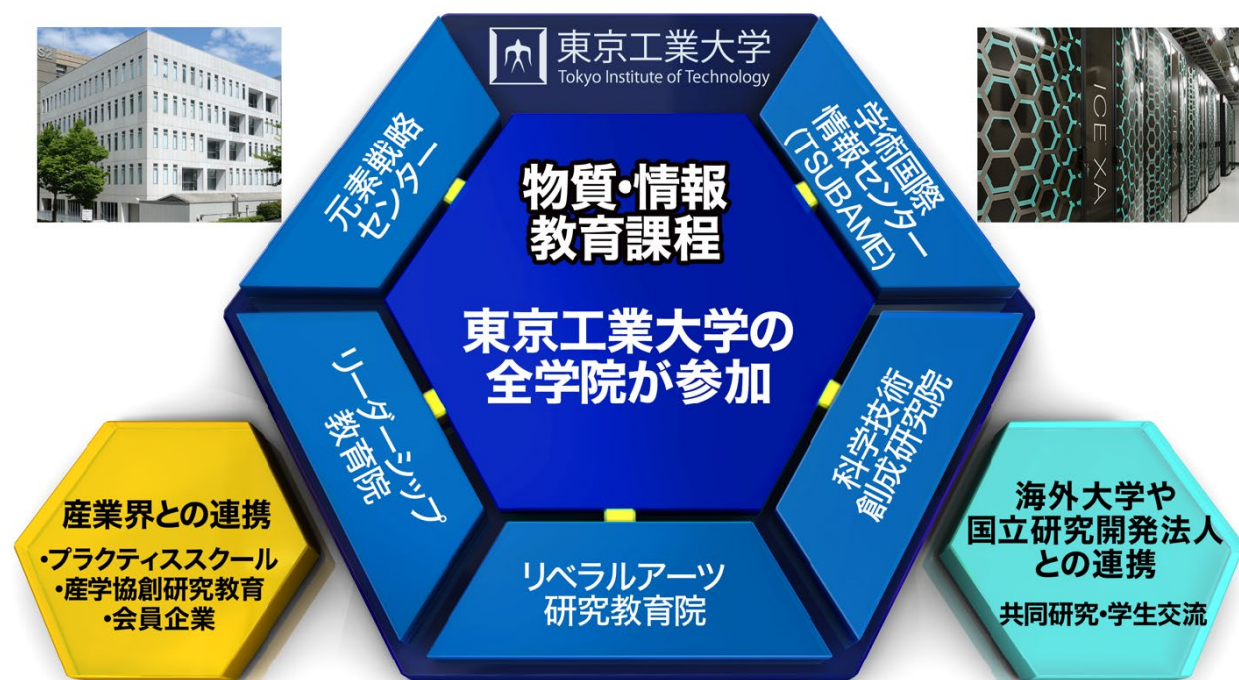 S2
東京工業大学
Tokyo Institute of Technology
ICE XA
元素戦略
センター
学術国際
情報センター
(TSUBAME)
物質・情報
教育課程
東京工業大学の
全学院が参加
リーダーシップ
教育院
科学技術
創成研究院
リベラルアーツ
研究教育院
産業界との連携
・プラクティススクール
・産学協創研究教育
・会員企業
海外大学や
国立研究開発法人
との連携
共同研究・学生交流